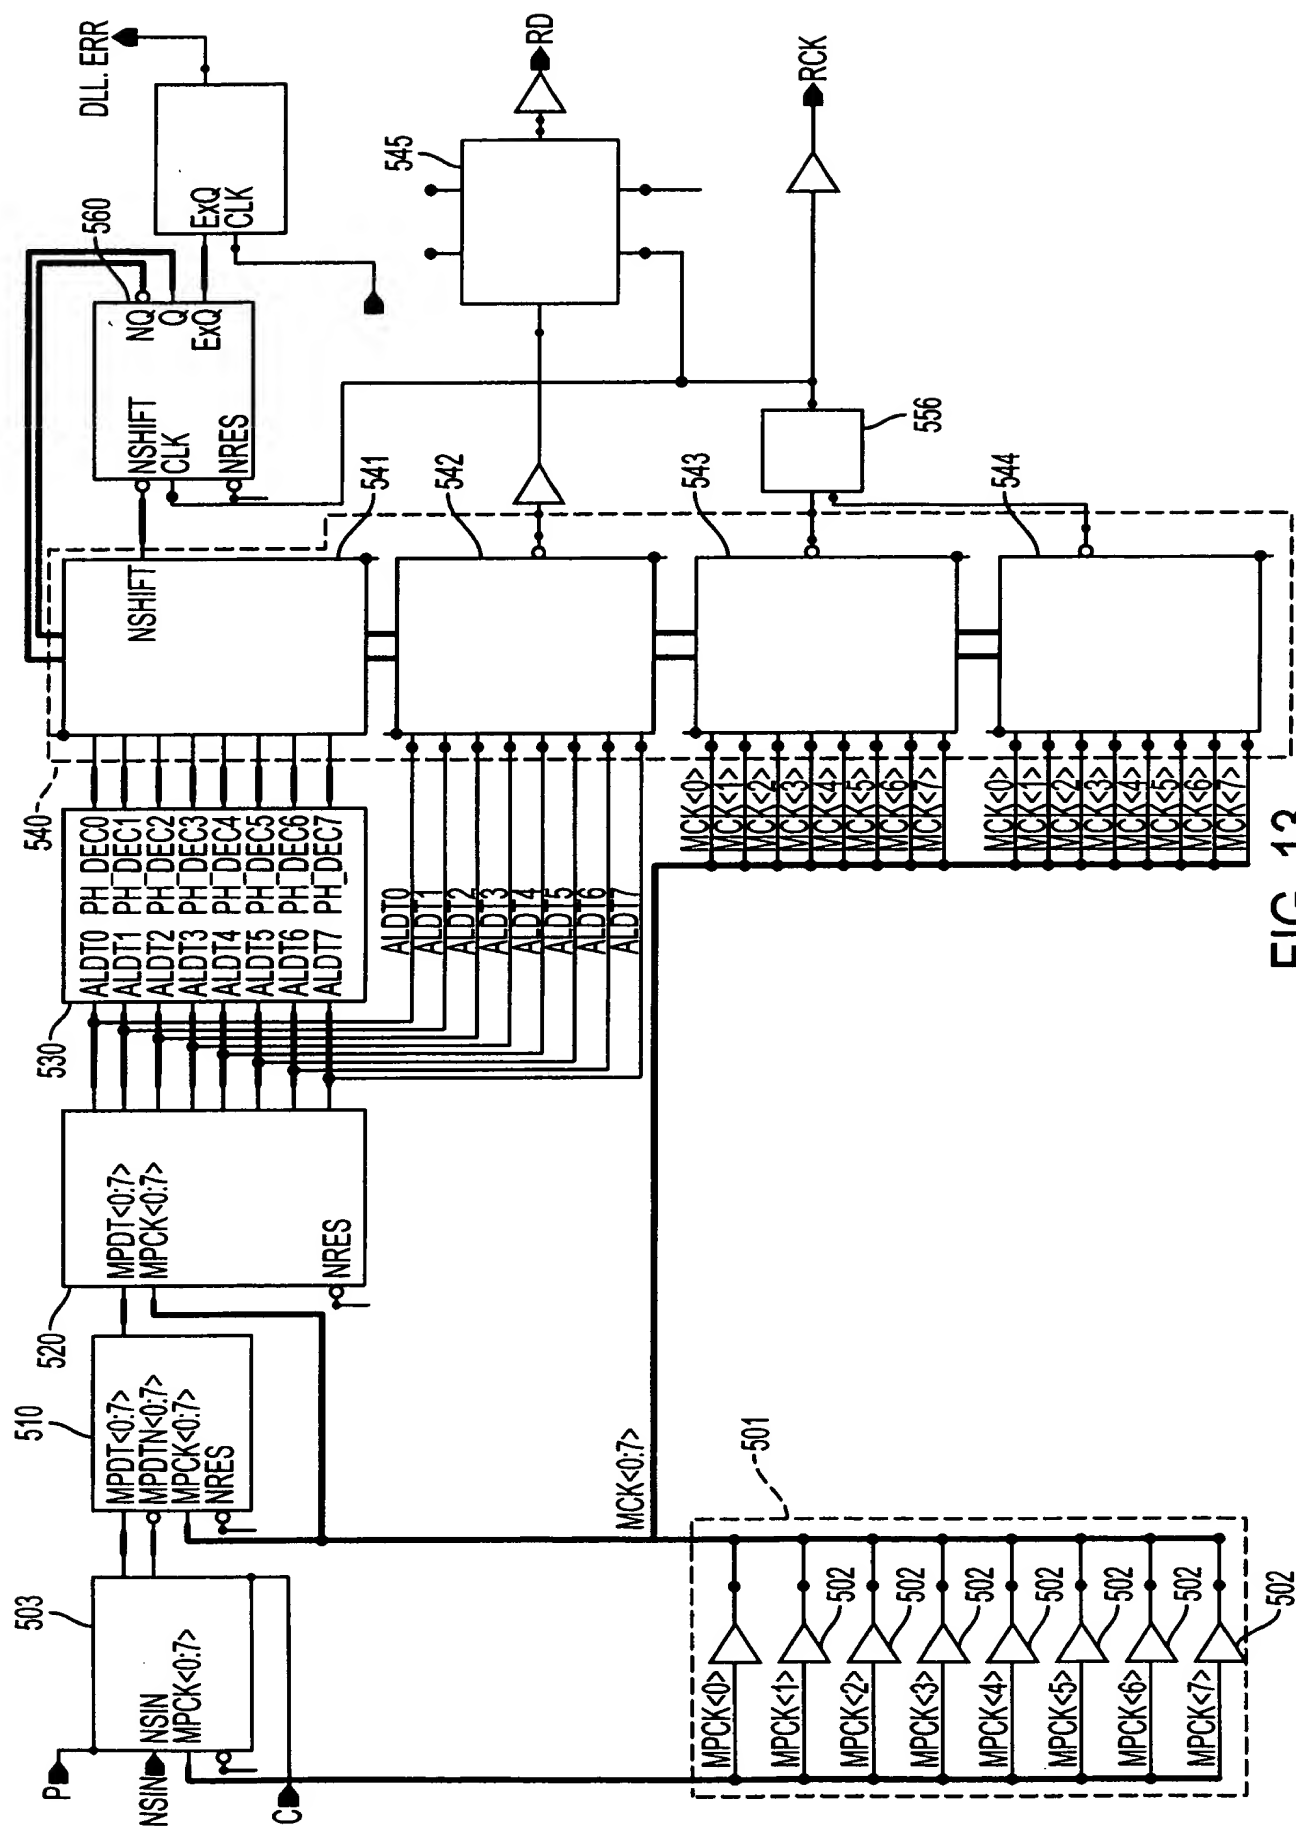 P
NSIN
C
503
NSIN
MPCK<0:7>
510
MPDT<0:7>
MPDTN<0:7>
MPCK<0:7>
NRES
520
MPDT<0:7>
MPCK<0:7>
NRES
530
ALDT0 PH_DEC0
ALDT1 PH_DEC1
ALDT2 PH_DEC2
ALDT3 PH_DEC3
ALDT4 PH_DEC4
ALDT5 PH_DEC5
ALDT6 PH_DEC6
ALDT7 PH_DEC7
ALDT0
ALDT1
ALDT2
ALDT3
ALDT4
ALDT5
ALDT6
ALDT7
540
NSHIFT
541
542
543
544
NSHIFT
CLK
NRES
NQ
Q
ExQ
560
ExQ
CLK
DLL. ERR
545
RD
RCK
556
MCK<0>
MCK<1>
MCK<2>
MCK<3>
MCK<4>
MCK<5>
MCK<6>
MCK<7>
MCK<0>
MCK<1>
MCK<2>
MCK<3>
MCK<4>
MCK<5>
MCK<6>
MCK<7>
MCK<0:7>
501
MPCK<0>
MPCK<1>
502
MPCK<2>
502
MPCK<3>
502
MPCK<4>
502
MPCK<5>
502
MPCK<6>
502
MPCK<7>
502
FIG. 13